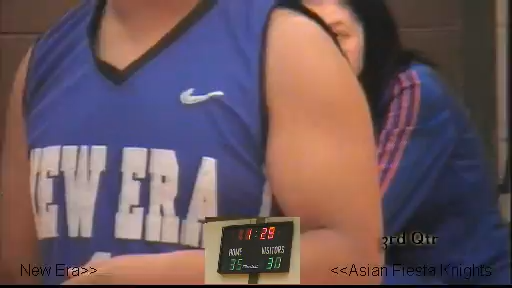 NEW ERA
11:29
HOME VISITORS
35 30
3rd Qtr
New Era>> <<Asian Fiesta Knights